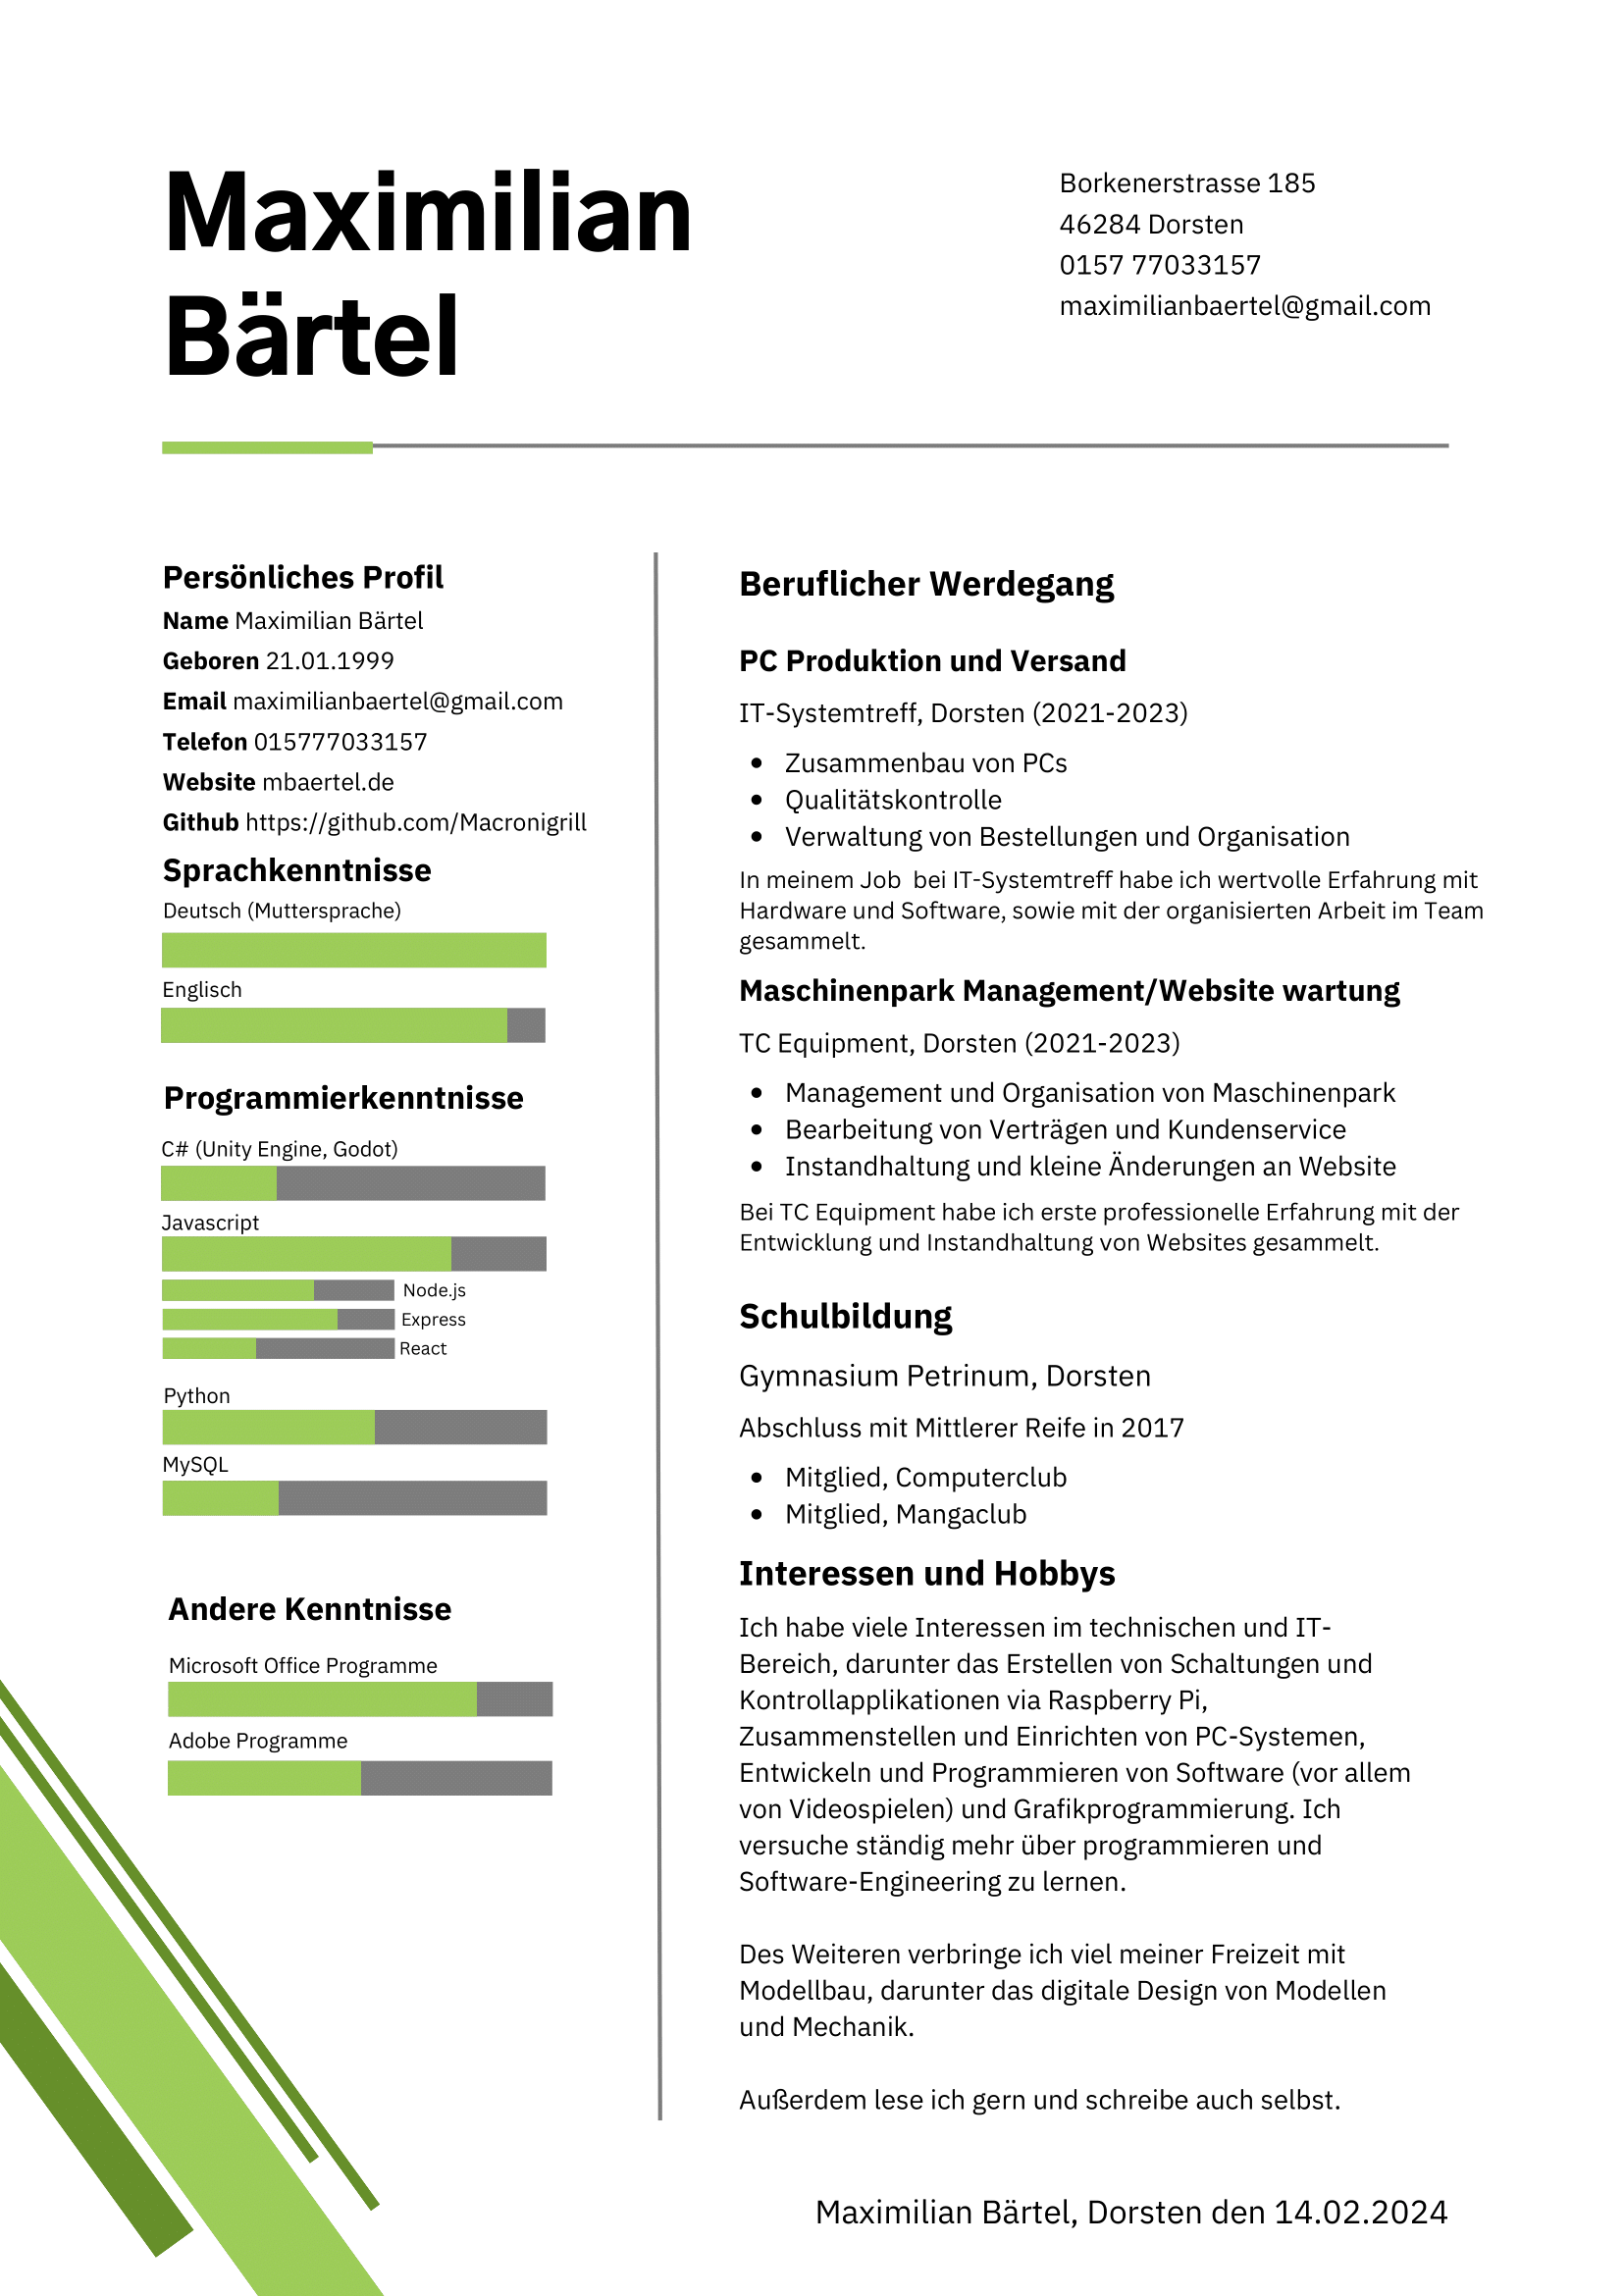 Maximilian
Bärtel
Borkenerstrasse 185
46284 Dorsten
0157 77033157
maximilianbaertel@gmail.com
Persönliches Profil
Name Maximilian Bärtel
Geboren 21.01.1999
Email maximilianbaertel@gmail.com
Telefon 015777033157
Website mbaertel.de
Github https://github.com/Macronigrill
Sprachkenntnisse
Deutsch (Muttersprache)
Englisch
Programmierkenntnisse
C# (Unity Engine, Godot)
Javascript
Node.js
Express
React
Python
MySQL
Andere Kenntnisse
Microsoft Office Programme
Adobe Programme
Beruflicher Werdegang
PC Produktion und Versand
IT-Systemtreff, Dorsten (2021-2023)
• Zusammenbau von PCs
• Qualitätskontrolle
• Verwaltung von Bestellungen und Organisation
In meinem Job  bei IT-Systemtreff habe ich wertvolle Erfahrung mit
Hardware und Software, sowie mit der organisierten Arbeit im Team
gesammelt.
Maschinenpark Management/Website wartung
TC Equipment, Dorsten (2021-2023)
• Management und Organisation von Maschinenpark
• Bearbeitung von Verträgen und Kundenservice
• Instandhaltung und kleine Änderungen an Website
Bei TC Equipment habe ich erste professionelle Erfahrung mit der
Entwicklung und Instandhaltung von Websites gesammelt.
Schulbildung
Gymnasium Petrinum, Dorsten
Abschluss mit Mittlerer Reife in 2017
• Mitglied, Computerclub
• Mitglied, Mangaclub
Interessen und Hobbys
Ich habe viele Interessen im technischen und IT-
Bereich, darunter das Erstellen von Schaltungen und
Kontrollapplikationen via Raspberry Pi,
Zusammenstellen und Einrichten von PC-Systemen,
Entwickeln und Programmieren von Software (vor allem
von Videospielen) und Grafikprogrammierung. Ich
versuche ständig mehr über programmieren und
Software-Engineering zu lernen.
Des Weiteren verbringe ich viel meiner Freizeit mit
Modellbau, darunter das digitale Design von Modellen
und Mechanik.
Außerdem lese ich gern und schreibe auch selbst.
Maximilian Bärtel, Dorsten den 14.02.2024